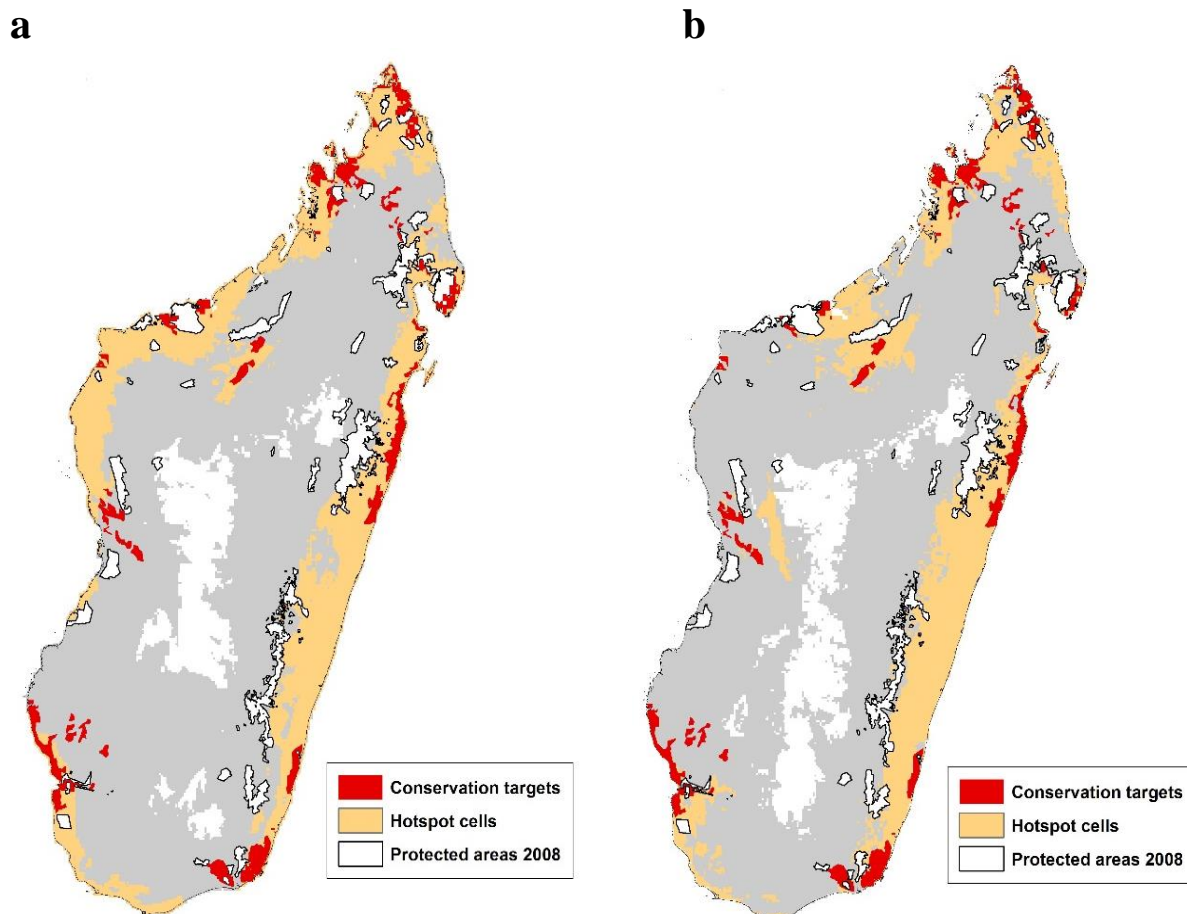 a
b
Conservation targets
Hotspot cells
Protected areas 2008
Conservation targets
Hotspot cells
Protected areas 2008